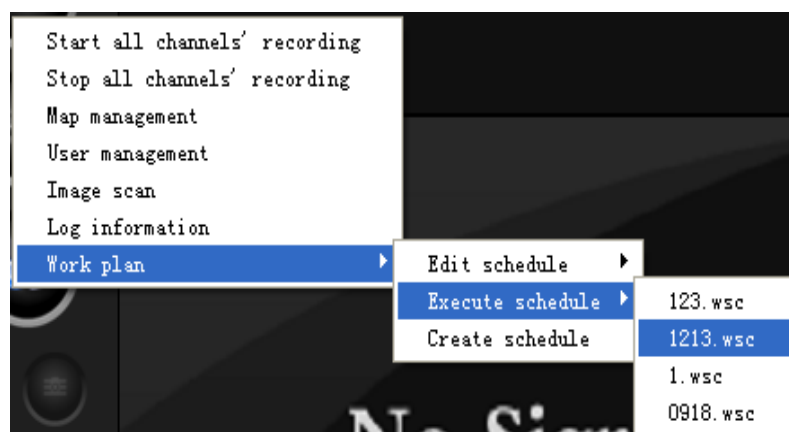 Start all channels' recording
Stop all channels' recording
Map management
User management
Image scan
Log information
Work plan
Edit schedule
Execute schedule
Create schedule
123.wsc
1213.wsc
1.wsc
0918.wsc
No